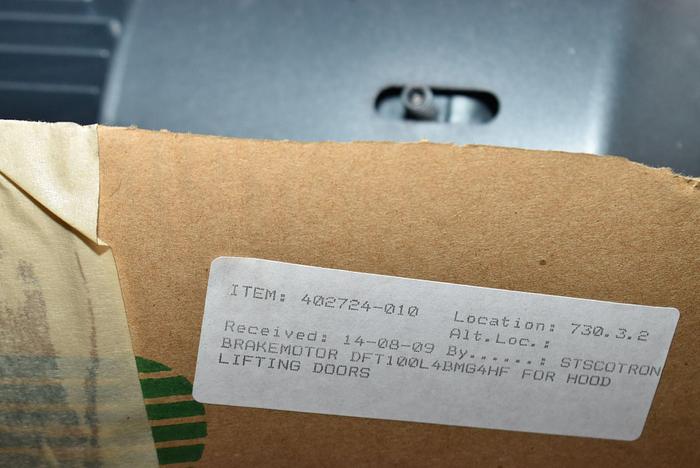 ITEM: 402724-010 Location: 730.3.2
Alt.Loc.:
Received: 14-08-09 By......: STSCOTRON
BRAKEMOTOR DFT100L4BMG4HF FOR HOOD
LIFTING DOORS